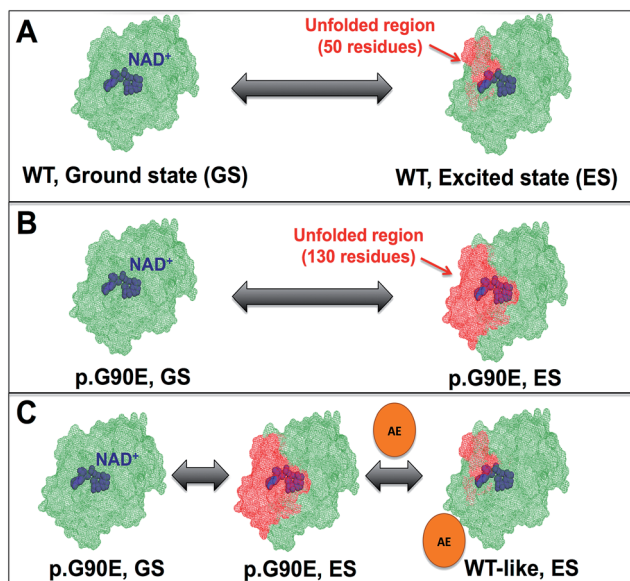 A
NAD+
Unfolded region
(50 residues)
WT, Ground state (GS)
WT, Excited state (ES)
B
NAD+
Unfolded region
(130 residues)
p.G90E, GS
p.G90E, ES
C
NAD+
AE
AE
p.G90E, GS
p.G90E, ES
WT-like, ES